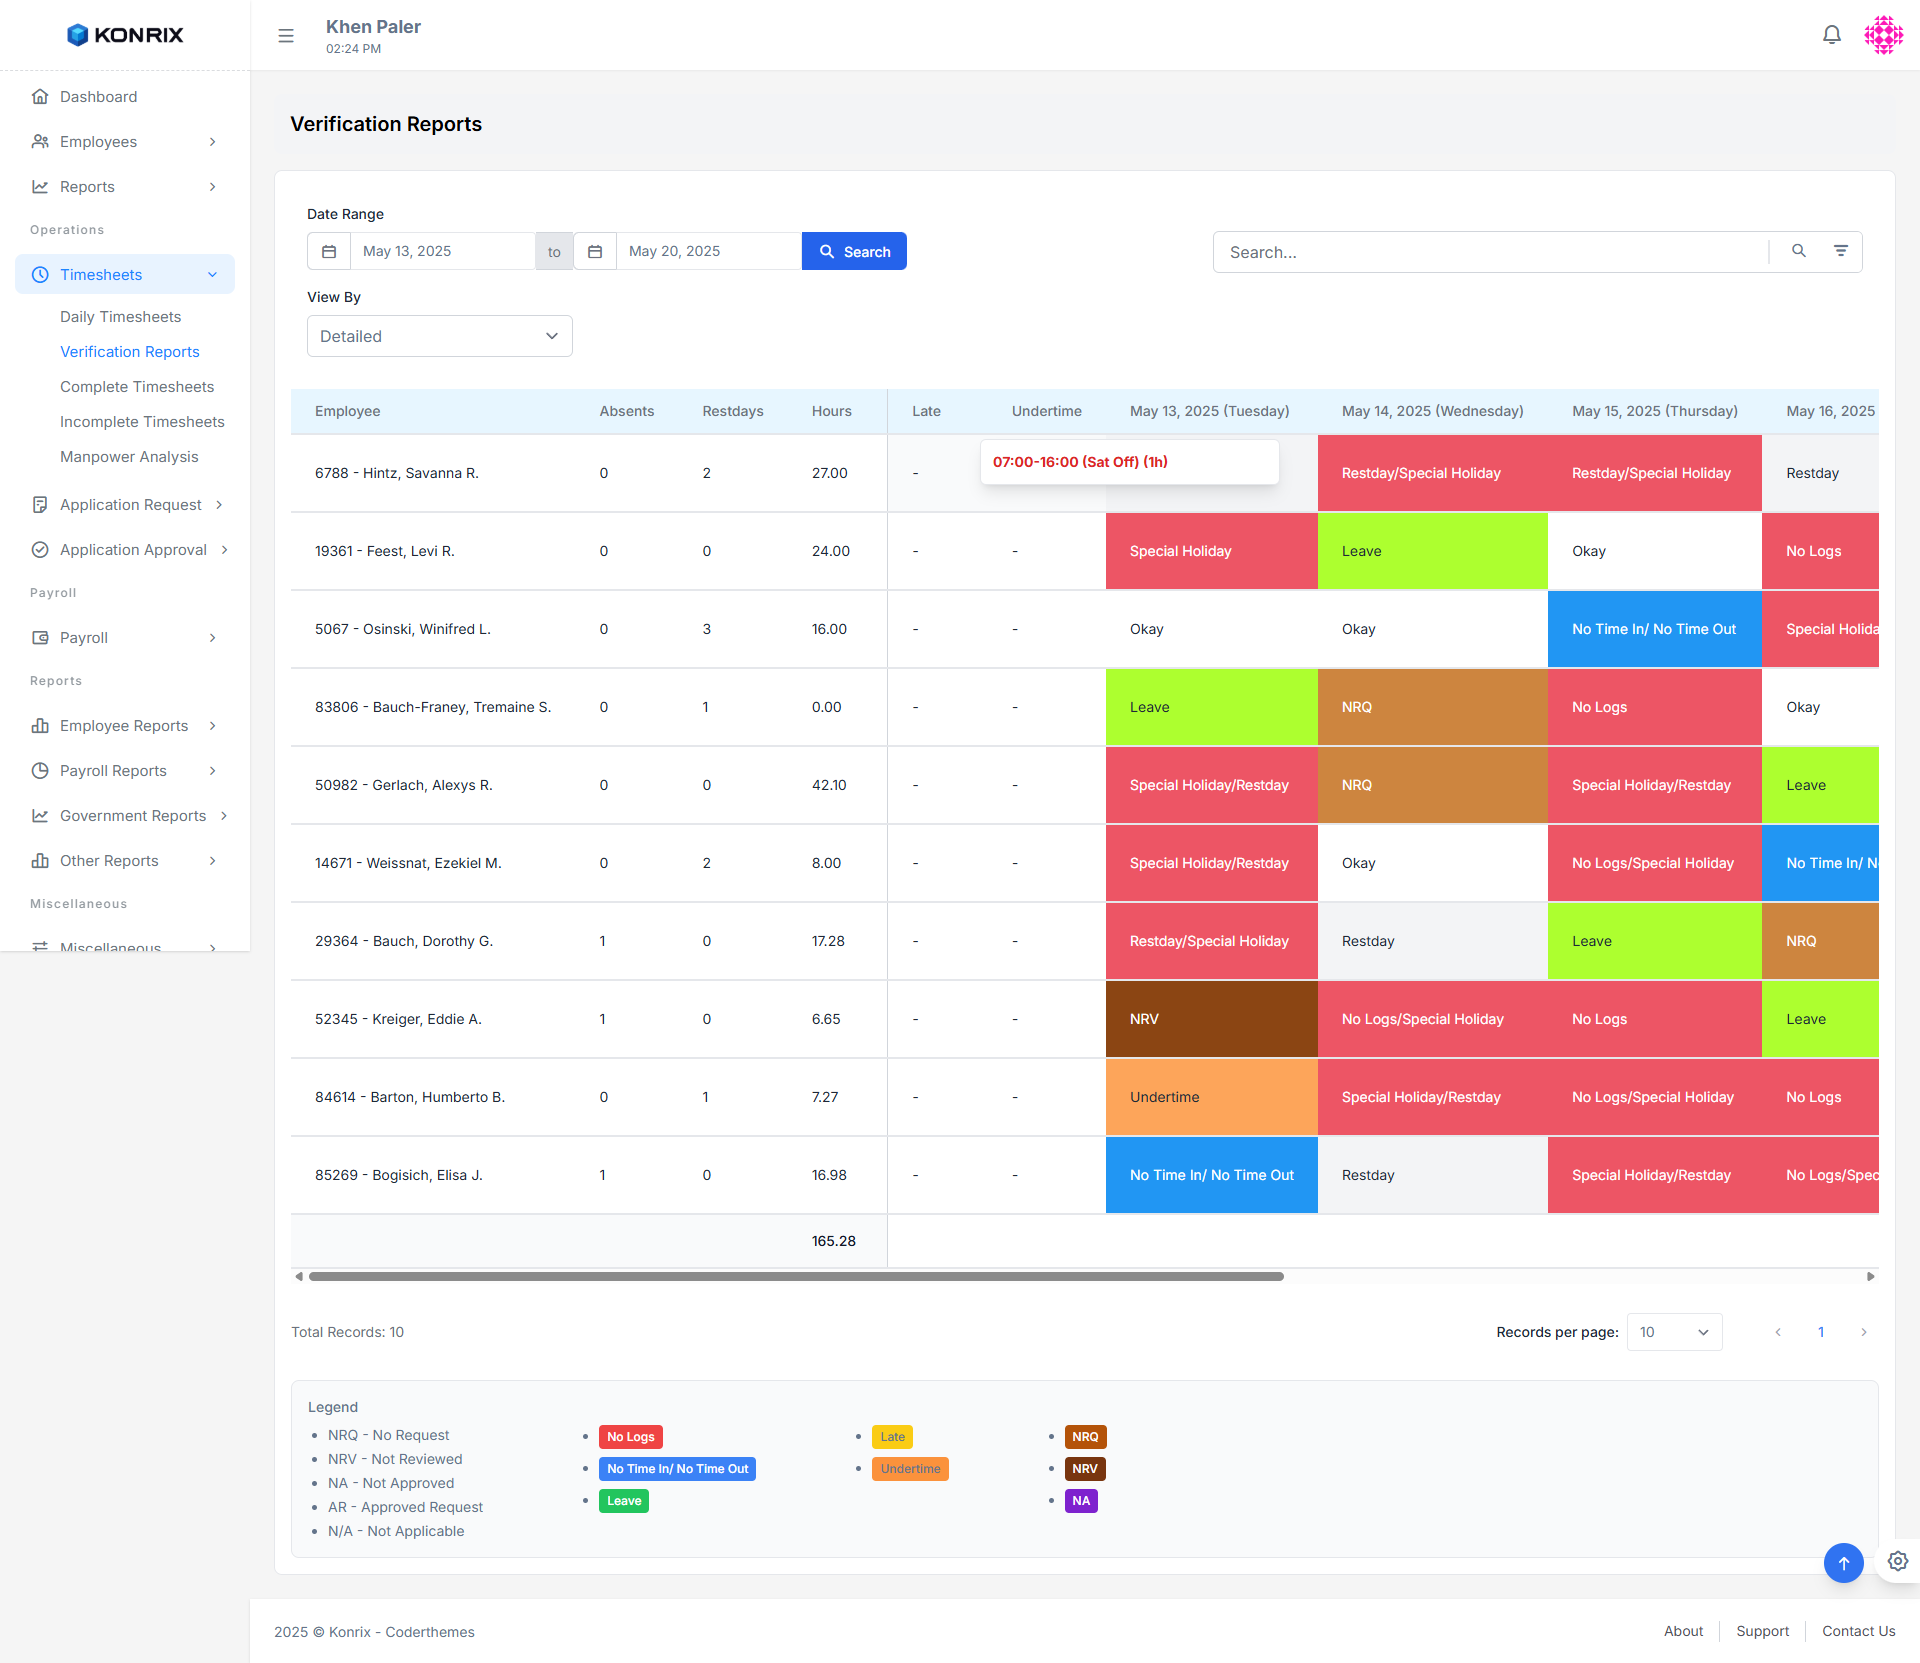 KONRIX
Khen Paler
02:24 PM
Dashboard
Employees
Reports
Operations
Timesheets
Daily Timesheets
Verification Reports
Complete Timesheets
Incomplete Timesheets
Manpower Analysis
Application Request
Application Approval
Payroll
Payroll
Reports
Employee Reports
Payroll Reports
Government Reports
Other Reports
Miscellaneous
Miscellaneous
Verification Reports
Date Range
May 13, 2025 to May 20, 2025 Search
Search...
View By
Detailed
Employee Absents Restdays Hours Late Undertime May 13, 2025 (Tuesday) May 14, 2025 (Wednesday) May 15, 2025 (Thursday) May 16, 2025
07:00-16:00 (Sat Off) (1h)
6788 - Hintz, Savanna R. 0 2 27.00 - Restday/Special Holiday Restday/Special Holiday Restday
19361 - Feest, Levi R. 0 0 24.00 - - Special Holiday Leave Okay No Logs
5067 - Osinski, Winifred L. 0 3 16.00 - - Okay Okay No Time In/ No Time Out Special Holida
83806 - Bauch-Franey, Tremaine S. 0 1 0.00 - - Leave NRQ No Logs Okay
50982 - Gerlach, Alexys R. 0 0 42.10 - - Special Holiday/Restday NRQ Special Holiday/Restday Leave
14671 - Weissnat, Ezekiel M. 0 2 8.00 - - Special Holiday/Restday Okay No Logs/Special Holiday No Time In/ N
29364 - Bauch, Dorothy G. 1 0 17.28 - - Restday/Special Holiday Restday Leave NRQ
52345 - Kreiger, Eddie A. 1 0 6.65 - - NRV No Logs/Special Holiday No Logs Leave
84614 - Barton, Humberto B. 0 1 7.27 - - Undertime Special Holiday/Restday No Logs/Special Holiday No Logs
85269 - Bogisich, Elisa J. 1 0 16.98 - - No Time In/ No Time Out Restday Special Holiday/Restday No Logs/Spec
165.28
Total Records: 10
Records per page: 10 1
Legend
NRQ - No Request
NRV - Not Reviewed
NA - Not Approved
AR - Approved Request
N/A - Not Applicable
No Logs
No Time In/ No Time Out
Leave
Late
Undertime
NRQ
NRV
NA
2025 © Konrix - Coderthemes
About Support Contact Us